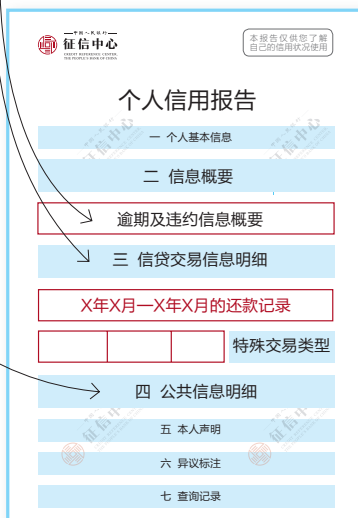 中国人民银行
征信中心
CREDIT REFERENCE CENTER,
THE PEOPLE'S BANK OF CHINA
本报告仅供您了解
自己的信用状况使用
个人信用报告
一 个人基本信息
二 信息概要
逾期及违约信息概要
三 信贷交易信息明细
X年X月—X年X月的还款记录
特殊交易类型
四 公共信息明细
五 本人声明
六 异议标注
七 查询记录